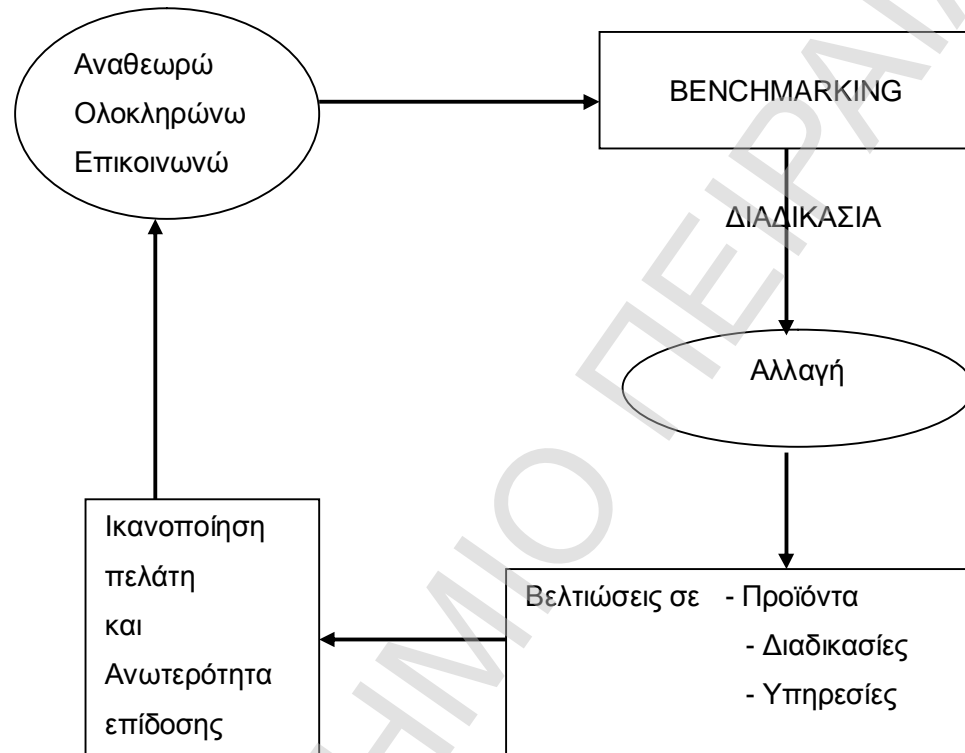 Αναθεωρώ
Ολοκληρώνω
Επικοινωνώ
BENCHMARKING
ΔΙΑΔΙΚΑΣΙΑ
Αλλαγή
Βελτιώσεις σε - Προϊόντα
- Διαδικασίες
- Υπηρεσίες
Ικανοποίηση
πελάτη
και
Ανωτερότητα
επίδοσης